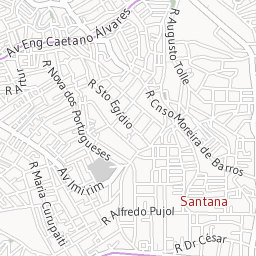 Av Eng Caetano Álvares
R Augusto Tolle
R Nova dos Portugueses
R Sto Egídio
R Cnso Moreira de Barros
R A
Av Imirim
R Maria Curupaiti
Santana
R Alfredo Pujol
R Dr César